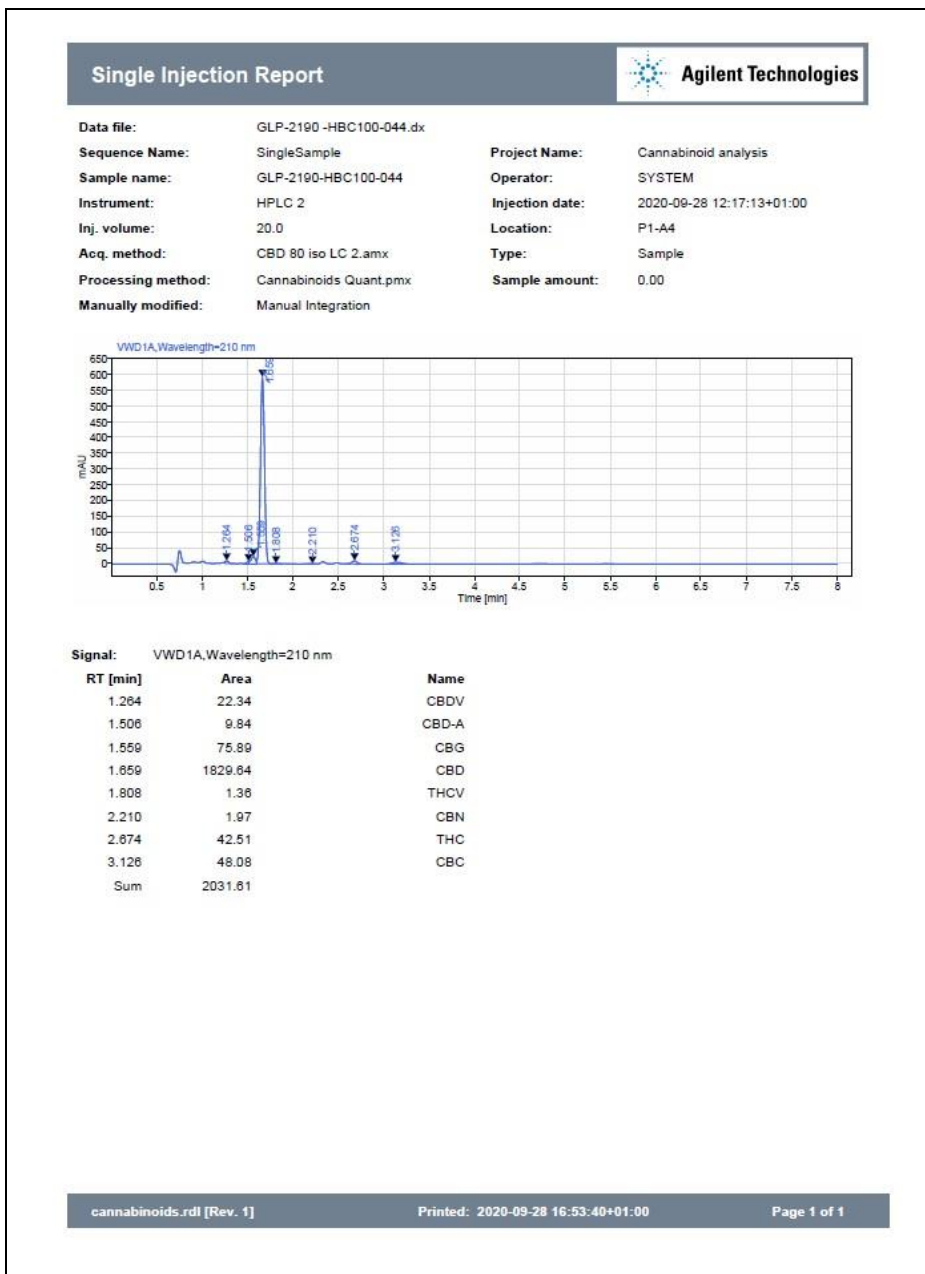 Single Injection Report
Agilent Technologies
Data file: GLP-2190 -HBC100-044.dx
Sequence Name: SingleSample Project Name: Cannabinoid analysis
Sample name: GLP-2190-HBC100-044 Operator: SYSTEM
Instrument: HPLC 2 Injection date: 2020-09-28 12:17:13+01:00
Inj. volume: 20.0 Location: P1-A4
Acq. method: CBD 80 iso LC 2.amx Type: Sample
Processing method: Cannabinoids Quant.pmx Sample amount: 0.00
Manually modified: Manual Integration
VWD1A,Wavelength=210 nm
650
600
550
500
450
400
350
300
250
200
150
100
50
0
mAU
1.264
1.506
1.559
1.659
1.808
2.210
2.674
3.126
0.5 1 1.5 2 2.5 3 3.5 4 4.5 5 5.5 6 6.5 7 7.5 8
Time [min]
Signal: VWD1A,Wavelength=210 nm
RT [min] Area Name
1.264 22.34 CBDV
1.506 9.84 CBD-A
1.559 75.89 CBG
1.659 1829.64 CBD
1.808 1.36 THCV
2.210 1.97 CBN
2.674 42.51 THC
3.126 48.08 CBC
Sum 2031.61
cannabinoids.rdl [Rev. 1] Printed: 2020-09-28 16:53:40+01:00 Page 1 of 1